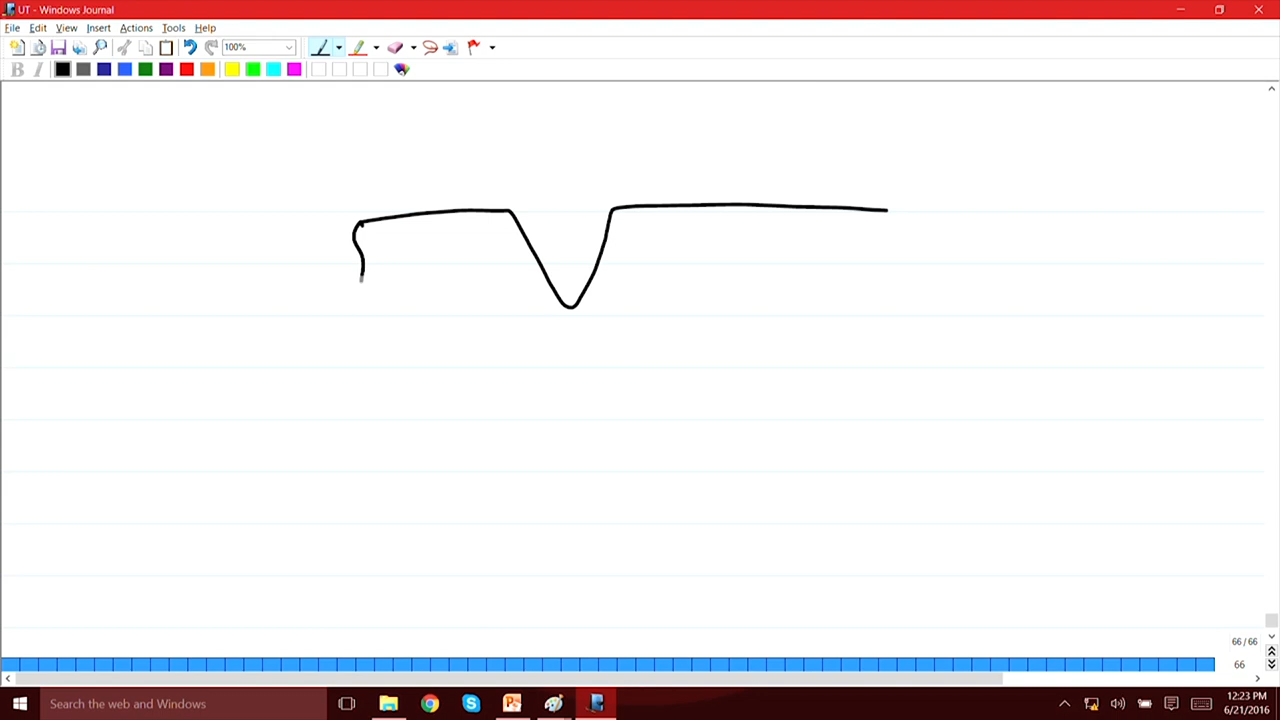 UT - Windows Journal
File Edit View Insert Actions Tools Help
100%
B I
66 / 66
66
Search the web and Windows
12:23 PM
6/21/2016